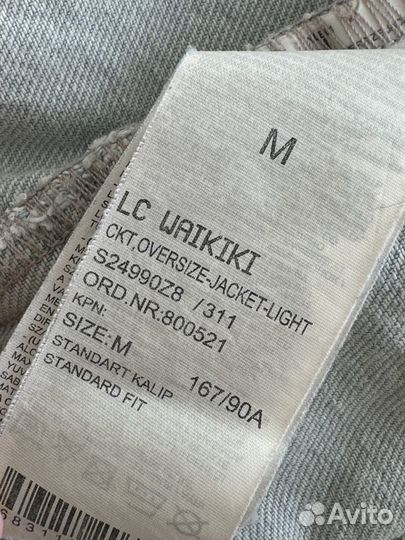 M
LC WAIKIKI
CKT,OVERSIZE-JACKET-LIGHT
S24990Z8 /311
ORD.NR:800521
KPN:
SIZE:M 167/90A
STANDART KALIP
STANDARD FIT
Avito